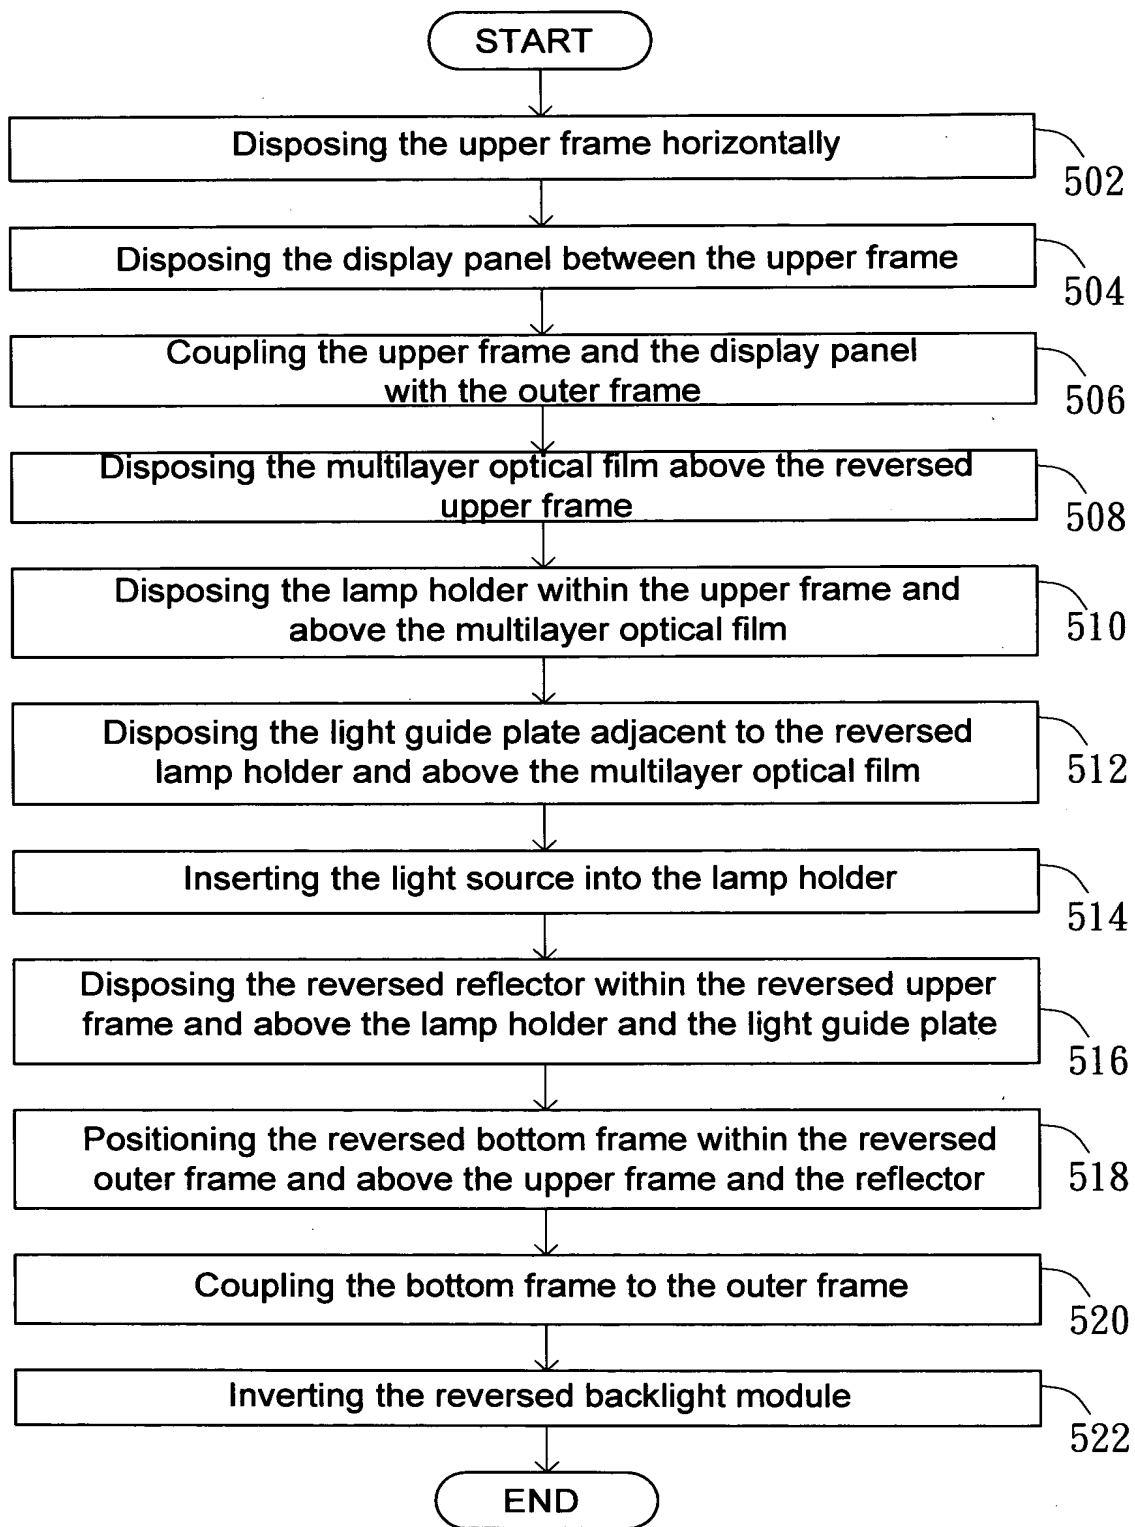 START
Disposing the upper frame horizontally
502
Disposing the display panel between the upper frame
504
Coupling the upper frame and the display panel
with the outer frame
506
Disposing the multilayer optical film above the reversed
upper frame
508
Disposing the lamp holder within the upper frame and
above the multilayer optical film
510
Disposing the light guide plate adjacent to the reversed
lamp holder and above the multilayer optical film
512
Inserting the light source into the lamp holder
514
Disposing the reversed reflector within the reversed upper
frame and above the lamp holder and the light guide plate
516
Positioning the reversed bottom frame within the reversed
outer frame and above the upper frame and the reflector
518
Coupling the bottom frame to the outer frame
520
Inverting the reversed backlight module
522
END